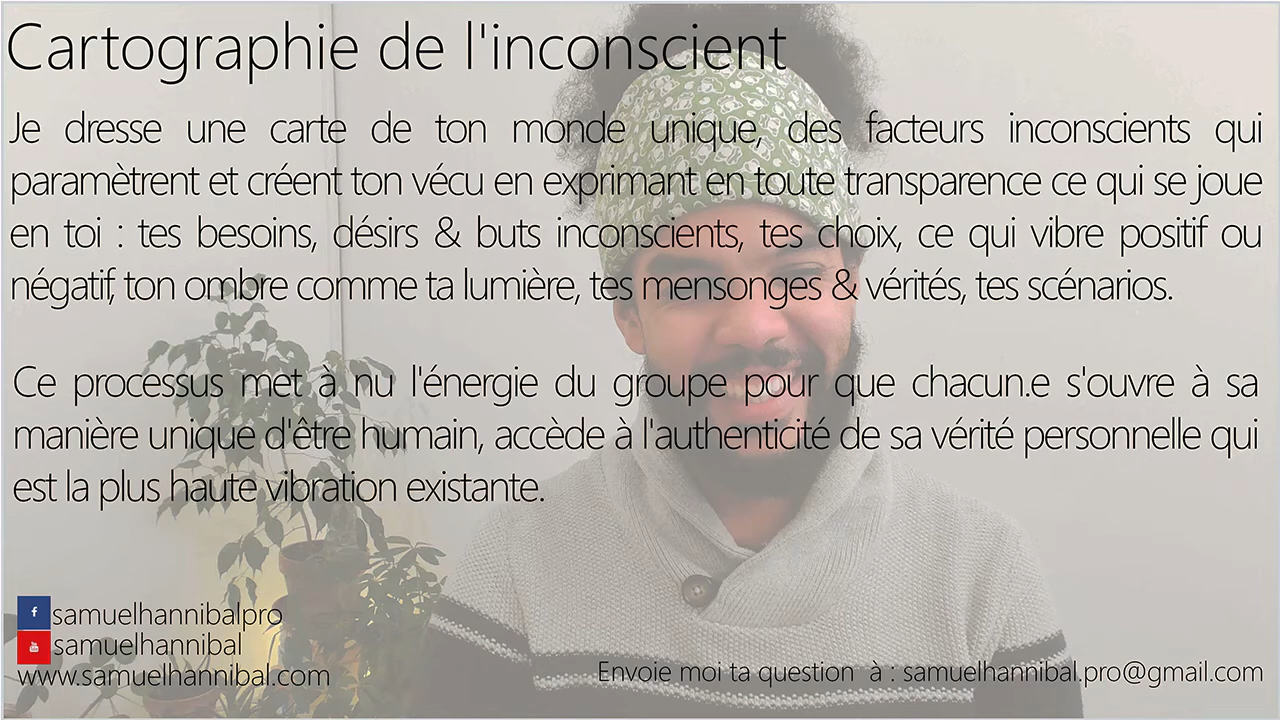 Cartographie de l'inconscient
Je dresse une carte de ton monde unique, des facteurs inconscients qui
paramètrent et créent ton vécu en exprimant en toute transparence ce qui se joue
en toi : tes besoins, désirs & buts inconscients, tes choix, ce qui vibre positif ou
négatif, ton ombre comme ta lumière, tes mensonges & vérités, tes scénarios.
Ce processus met à nu l'énergie du groupe pour que chacun.e s'ouvre à sa
manière unique d'être humain, accède à l'authenticité de sa vérité personnelle qui
est la plus haute vibration existante.
samuelhannibalpro
samuelhannibal
www.samuelhannibal.com
Envoie moi ta question à : samuelhannibal.pro@gmail.com